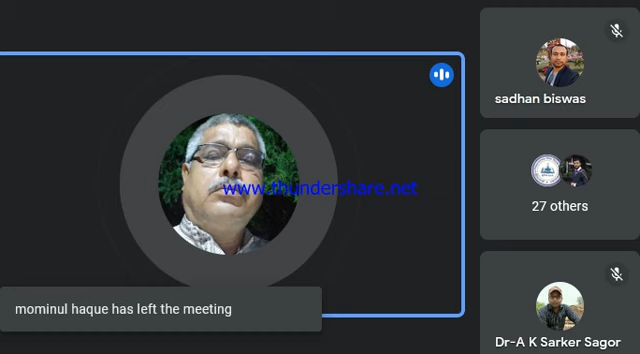 sadhan biswas
www.thundershare.net
27 others
mominul haque has left the meeting
Dr-A K Sarker Sagor